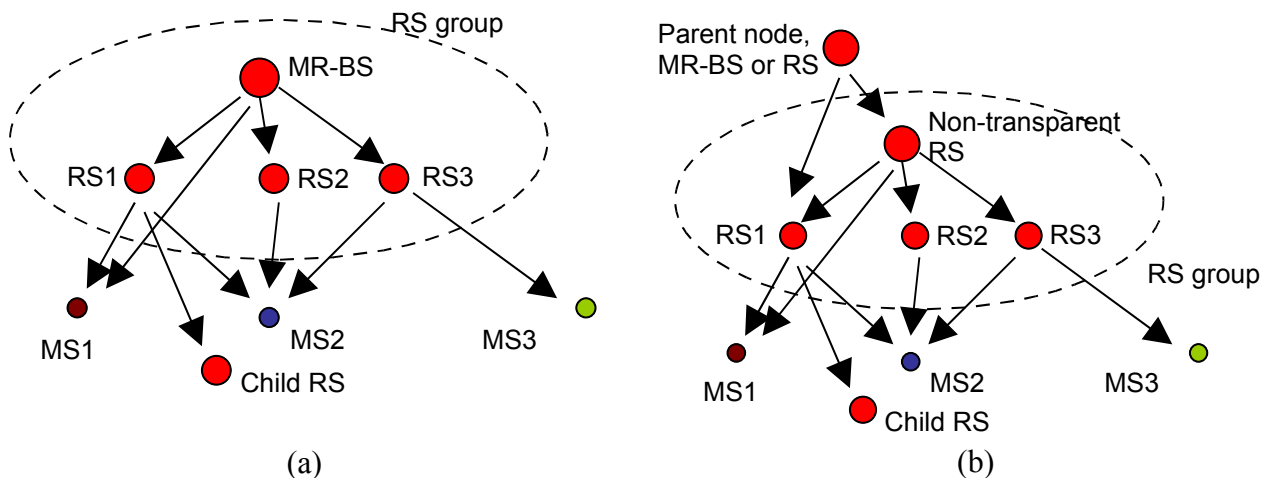 RS group
MR-BS
RS1
RS2
RS3
MS1
MS2
MS3
Child RS
(a)
Parent node,
MR-BS or RS
Non-transparent
RS
RS1
RS2
RS3
RS group
MS1
MS2
MS3
Child RS
(b)